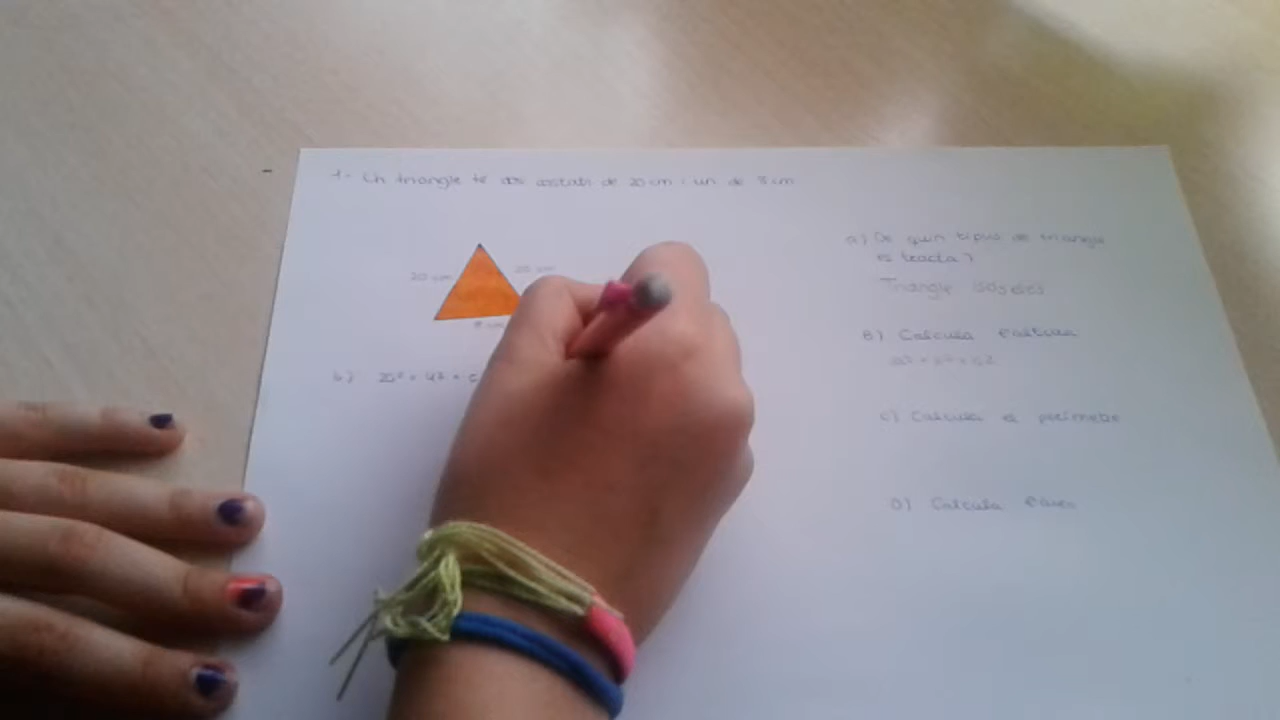 1- Un triangle té dos costats de 20 cm i un de 8 cm
20 cm
20 cm
8 cm
a) De quin tipus de triangle
es tracta?
Triangle isósceles
B) Calcula l'altura
C) Calcula el perímetre
D) Calcula l'àrea
b) 20² = 4² +